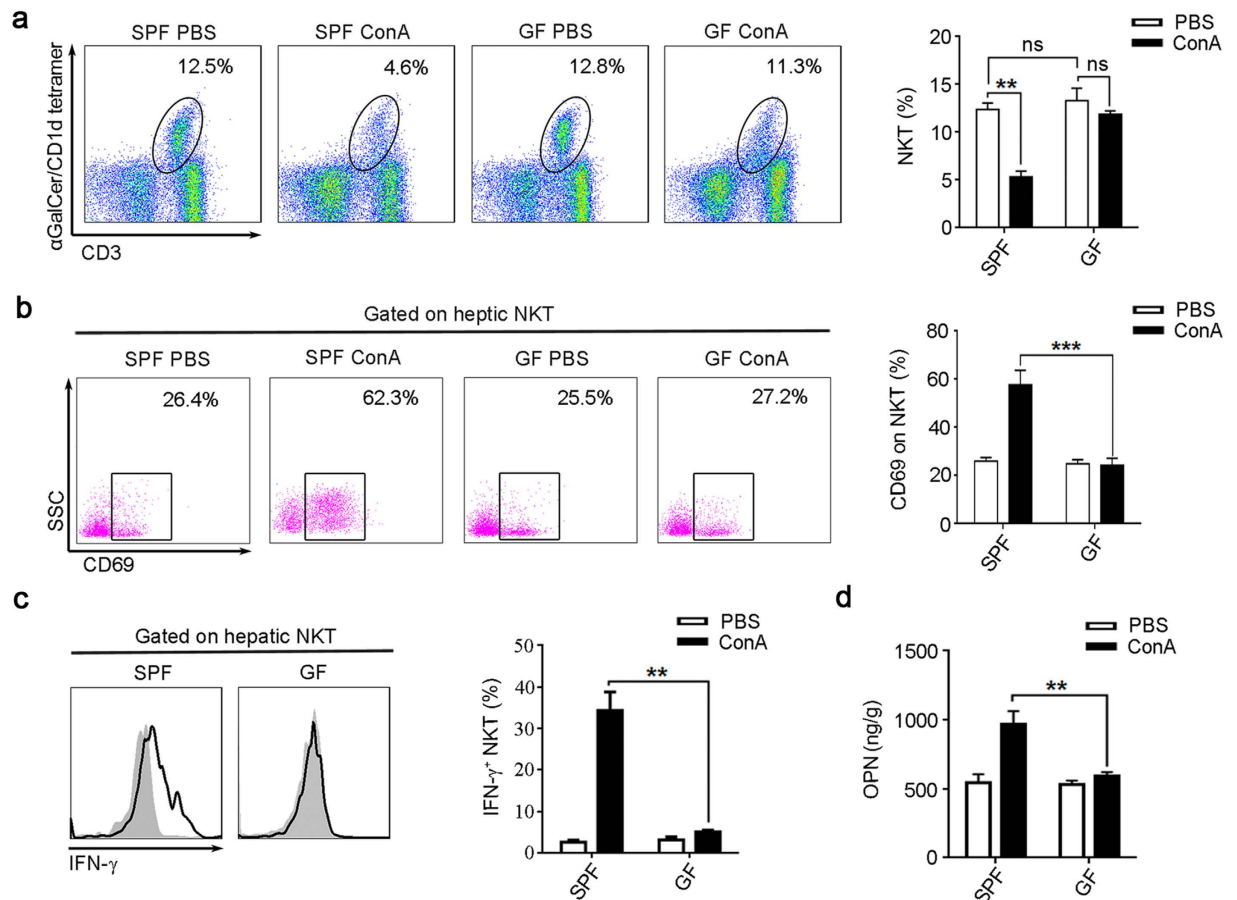 a
SPF PBS
SPF ConA
GF PBS
GF ConA
12.5%
4.6%
12.8%
11.3%
αGalCer/CD1d tetramer
CD3
PBS
ConA
NKT (%)
20
15
10
5
0
ns
**
ns
SPF
GF
b
Gated on heptic NKT
SPF PBS
SPF ConA
GF PBS
GF ConA
26.4%
62.3%
25.5%
27.2%
SSC
CD69
PBS
ConA
CD69 on NKT (%)
80
60
40
20
0
***
SPF
GF
c
Gated on hepatic NKT
SPF
GF
IFN-γ
PBS
ConA
IFN-γ⁺ NKT (%)
50
40
30
20
10
0
**
SPF
GF
d
PBS
ConA
OPN (ng/g)
1500
1000
500
0
**
SPF
GF